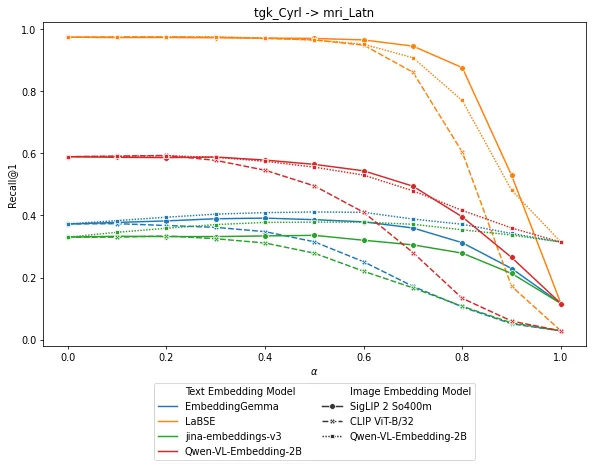 tgk_Cyrl -> mri_Latn
Recall@1
1.0
0.8
0.6
0.4
0.2
0.0
0.0 0.2 0.4 0.6 0.8 1.0
α
Text Embedding Model
EmbeddingGemma
LaBSE
jina-embeddings-v3
Qwen-VL-Embedding-2B
Image Embedding Model
SigLIP 2 So400m
CLIP ViT-B/32
Qwen-VL-Embedding-2B